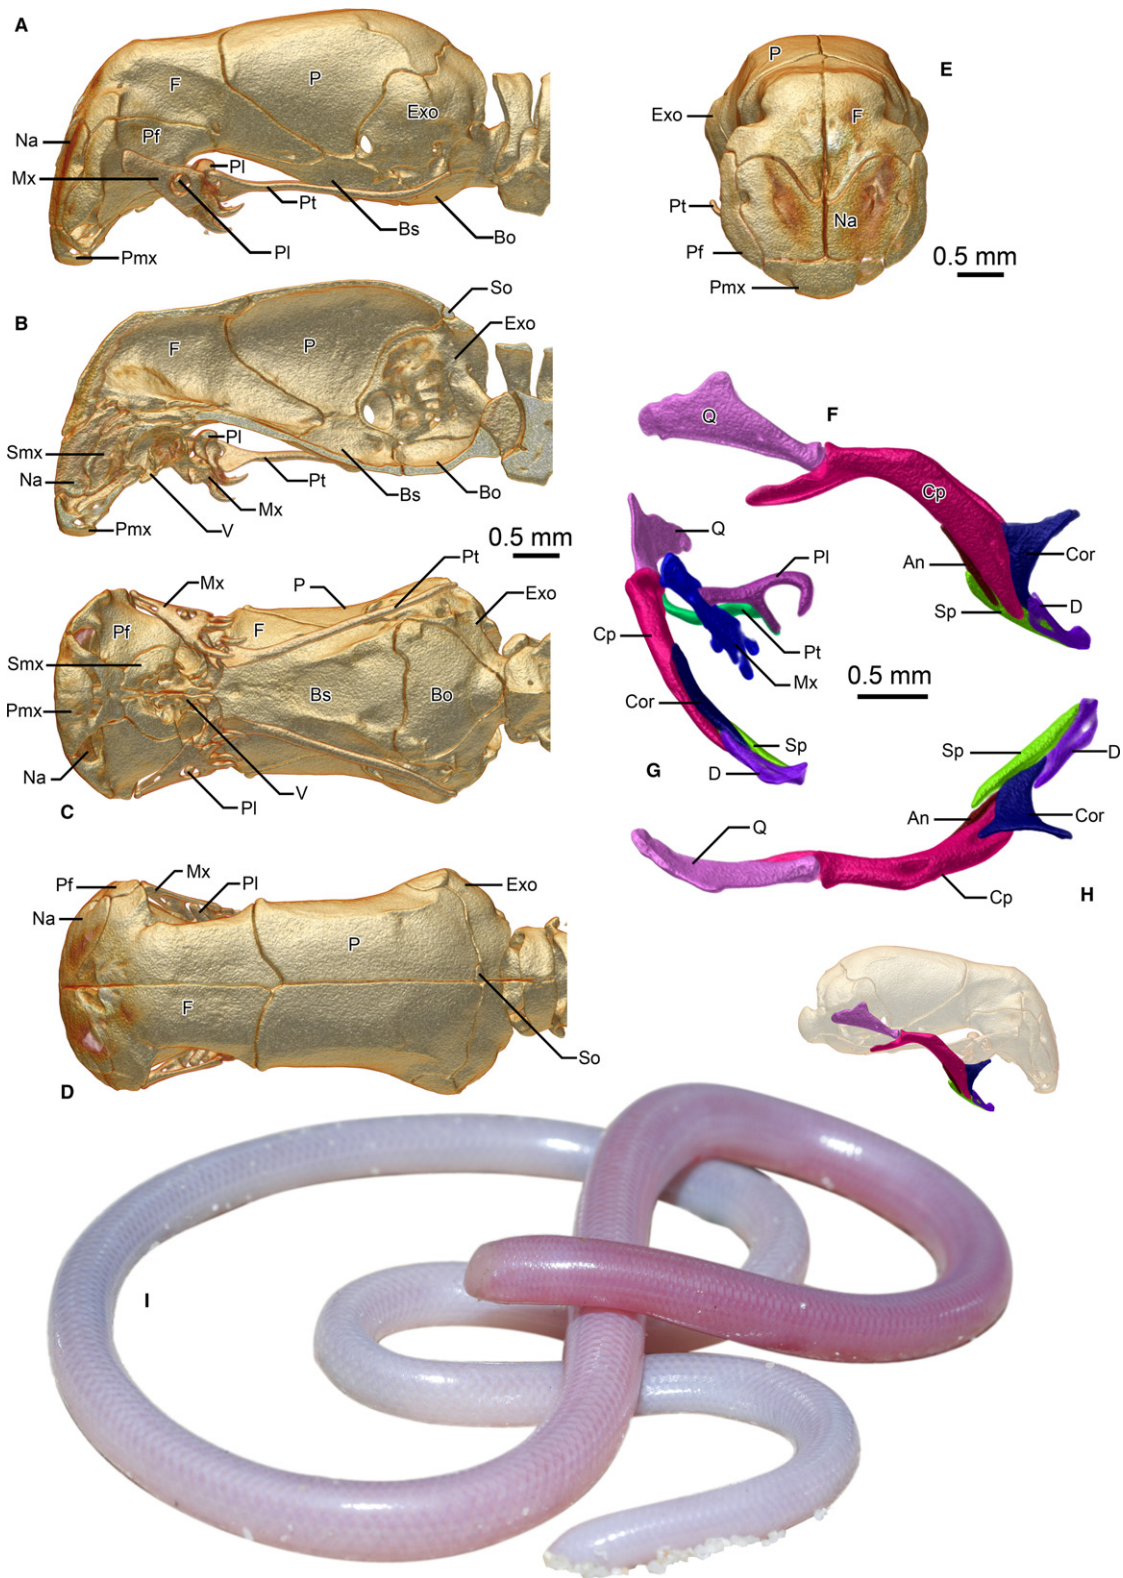 A
F
P
Exo
Pf
Na
Mx
Pl
Pt
Bs
Bo
Pl
Pmx
E
P
Exo
F
Pt
Na
Pf
Pmx
0.5 mm
B
So
Exo
F
P
Smx
Pl
Na
Pt
Bs
Bo
Mx
Pmx
V
0.5 mm
C
Mx
P
Pt
Exo
Pf
F
Smx
Bs
Bo
Pmx
Na
Pl
V
D
Pf
Mx
Pl
Exo
Na
P
F
So
F
Q
Cp
An
Cor
Sp
D
0.5 mm
G
Q
Pl
Cp
Pt
Mx
Cor
Sp
D
H
Sp
D
An
Cor
Q
Cp
I